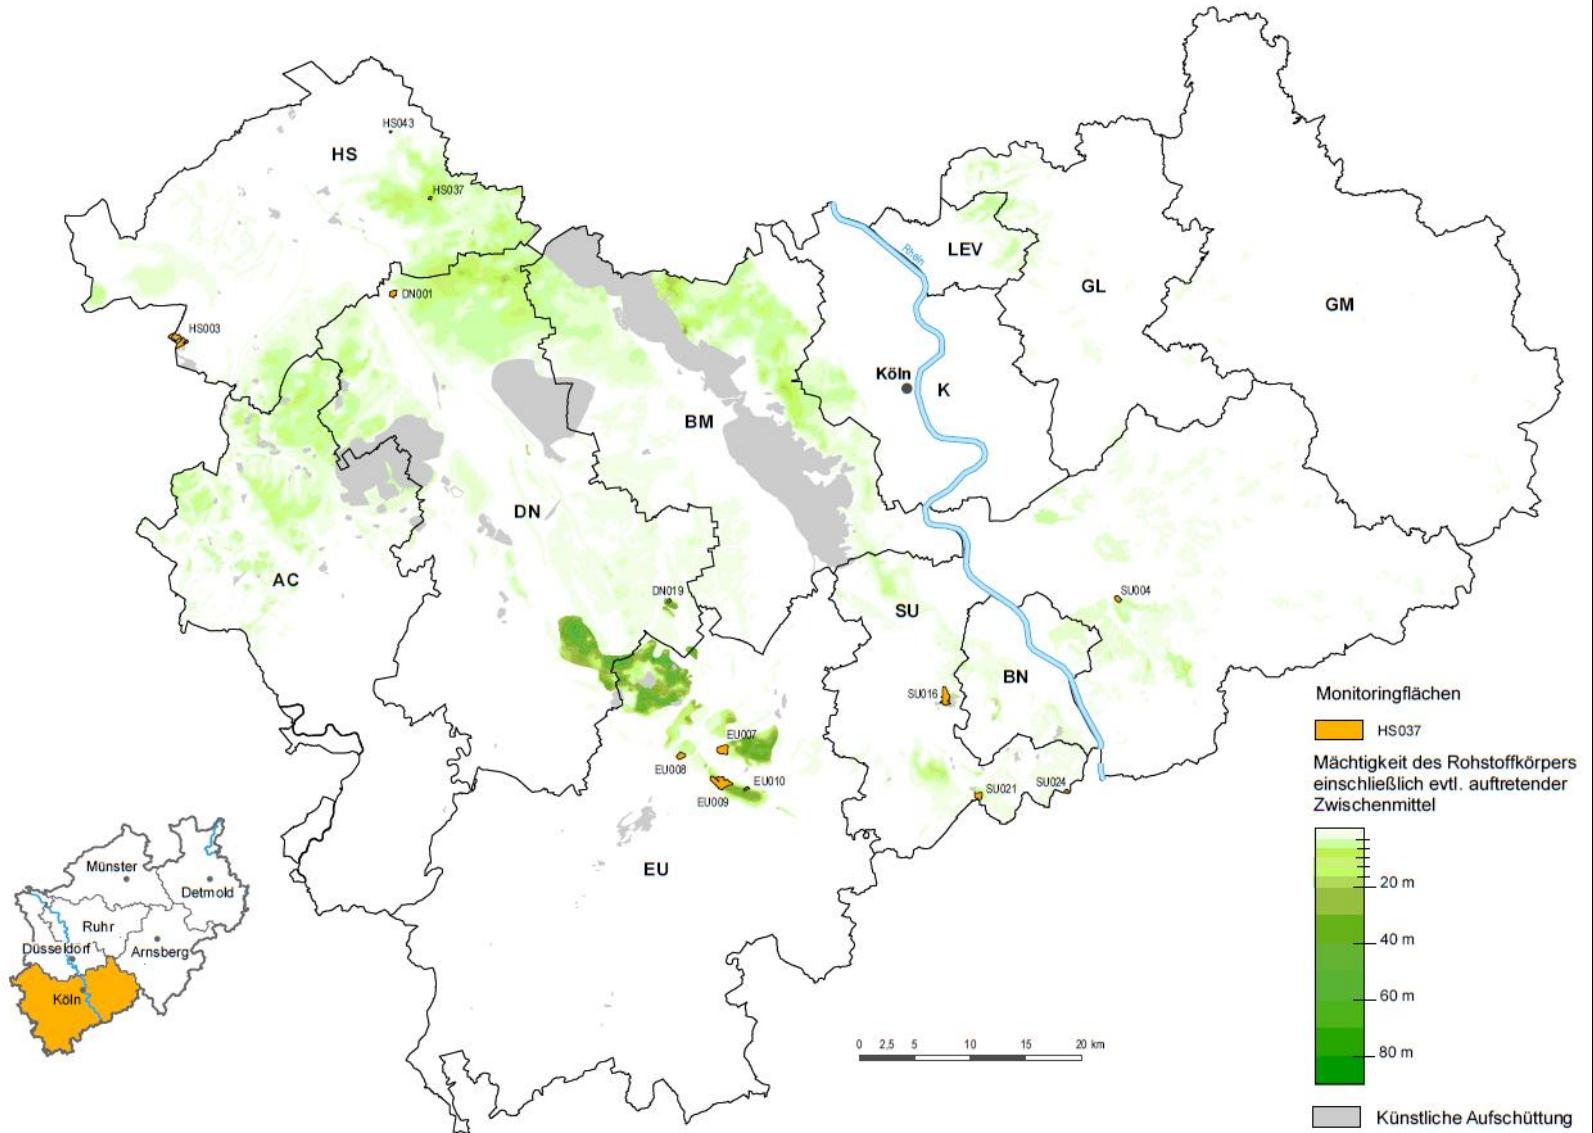 HS043
HS
HS037
Rhein
LEV
GL
GM
DN001
HS003
Köln
K
BM
DN
AC
DN019
SU004
SU
BN
SU016
EU007
EU008
EU010
EU009
SU021
SU024
EU
Monitoringflächen
HS037
Mächtigkeit des Rohstoffkörpers
einschließlich evtl. auftretender
Zwischenmittel
20 m
40 m
60 m
80 m
Künstliche Aufschüttung
0 2,5 5 10 15 20 km
Münster
Detmold
Ruhr
Düsseldorf
Arnsberg
Köln